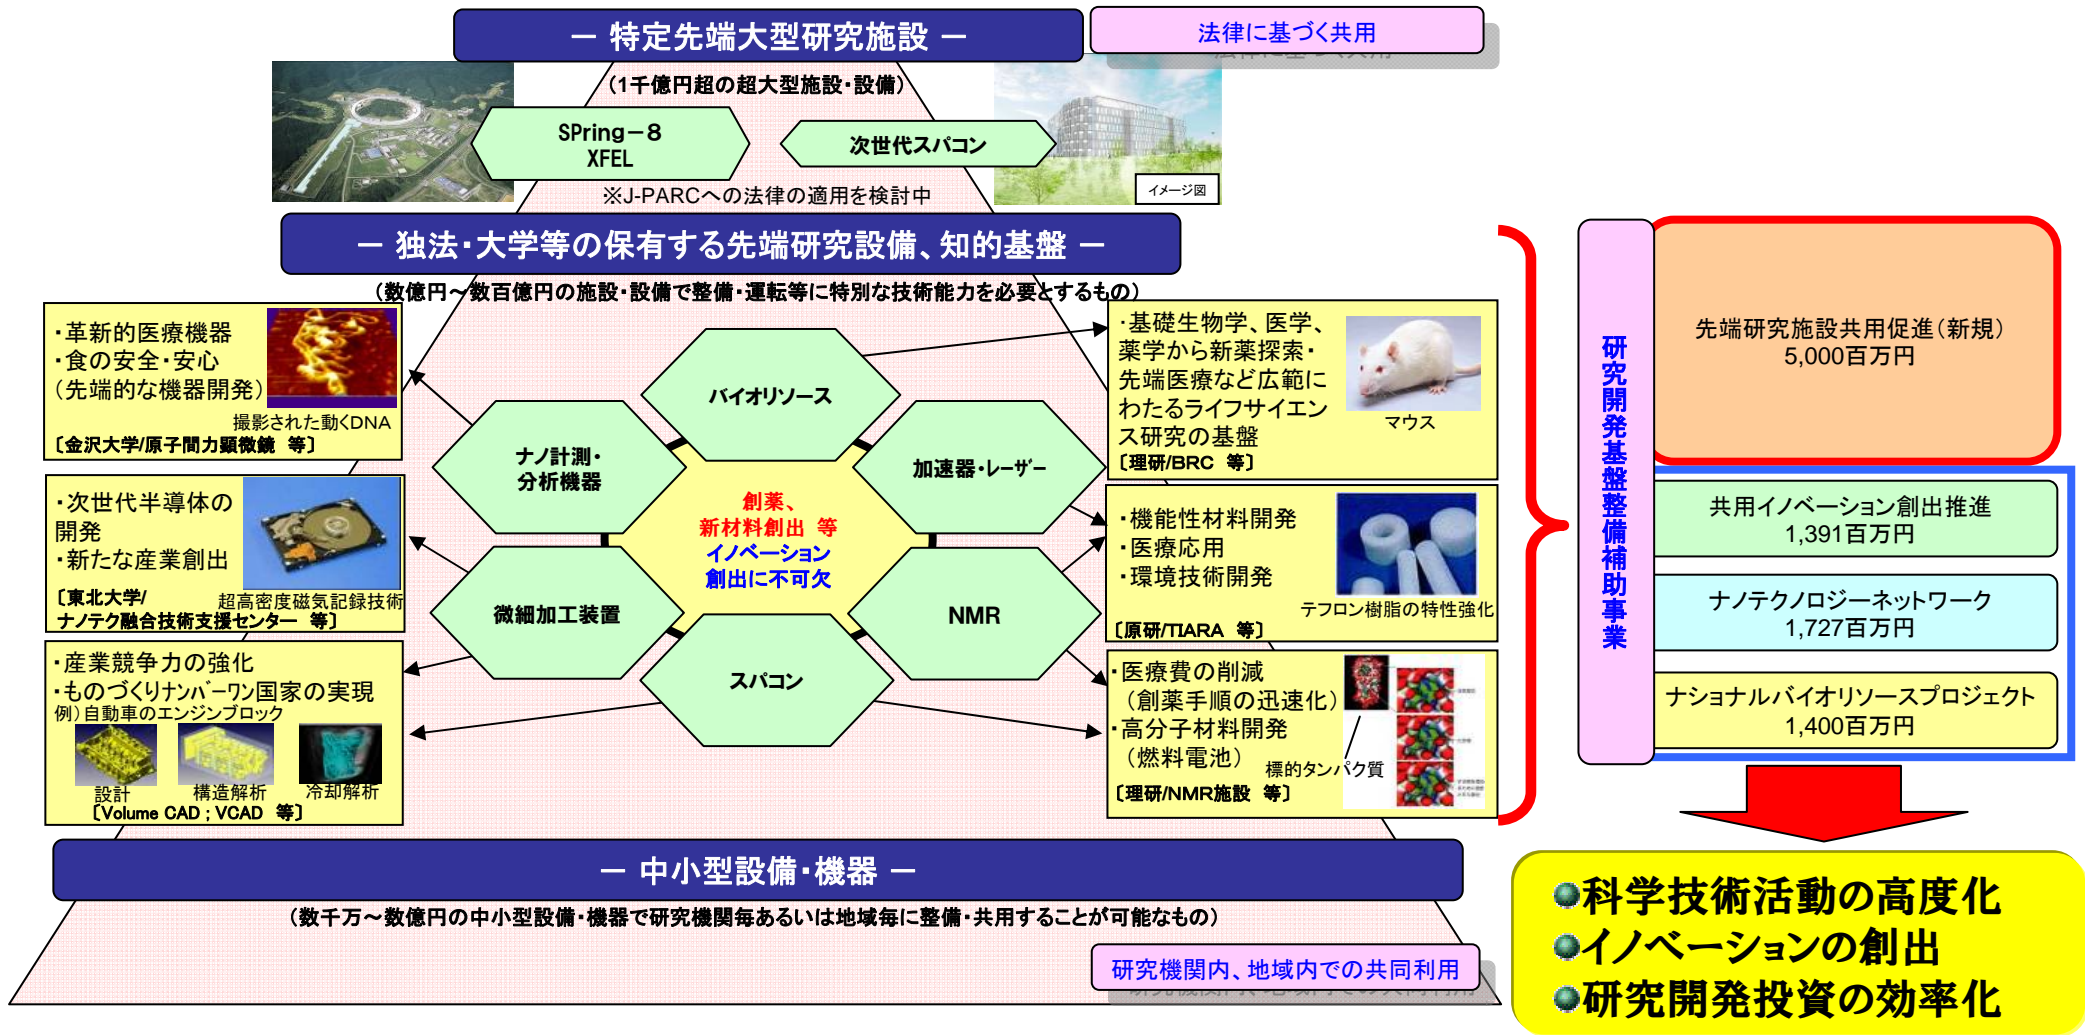 ― 特定先端大型研究施設 ―
法律に基づく共用
(1千億円超の超大型施設・設備)
SPring－8
XFEL
次世代スパコン
イメージ図
※J-PARCへの法律の適用を検討中
― 独法・大学等の保有する先端研究設備、知的基盤 ―
(数億円～数百億円の施設・設備で整備・運転等に特別な技術能力を必要とするもの)
・革新的医療機器
・食の安全・安心
(先端的な機器開発)
撮影された動くDNA
〔金沢大学/原子間力顕微鏡 等〕
・次世代半導体の
開発
・新たな産業創出
超高密度磁気記録技術
〔東北大学/
ナノテク融合技術支援センター 等〕
・産業競争力の強化
・ものづくりナンバーワン国家の実現
例）自動車のエンジンブロック
設計
構造解析
冷却解析
〔Volume CAD ; VCAD 等〕
バイオリソース
ナノ計測・
分析機器
加速器・レーザー
創薬、
新材料創出 等
イノベーション
創出に不可欠
微細加工装置
NMR
スパコン
・基礎生物学、医学、
薬学から新薬探索・
先端医療など広範に
わたるライフサイエン
ス研究の基盤
マウス
〔理研/BRC 等〕
・機能性材料開発
・医療応用
・環境技術開発
テフロン樹脂の特性強化
〔原研/TIARA 等〕
・医療費の削減
（創薬手順の迅速化）
・高分子材料開発
（燃料電池）
標的タンパク質
〔理研/NMR施設 等〕
研究開発基盤整備補助事業
先端研究施設共用促進（新規）
5,000百万円
共用イノベーション創出推進
1,391百万円
ナノテクノロジーネットワーク
1,727百万円
ナショナルバイオリソースプロジェクト
1,400百万円
― 中小型設備・機器 ―
(数千万～数億円の中小型設備・機器で研究機関毎あるいは地域毎に整備・共用することが可能なもの)
研究機関内、地域内での共同利用
科学技術活動の高度化
イノベーションの創出
研究開発投資の効率化